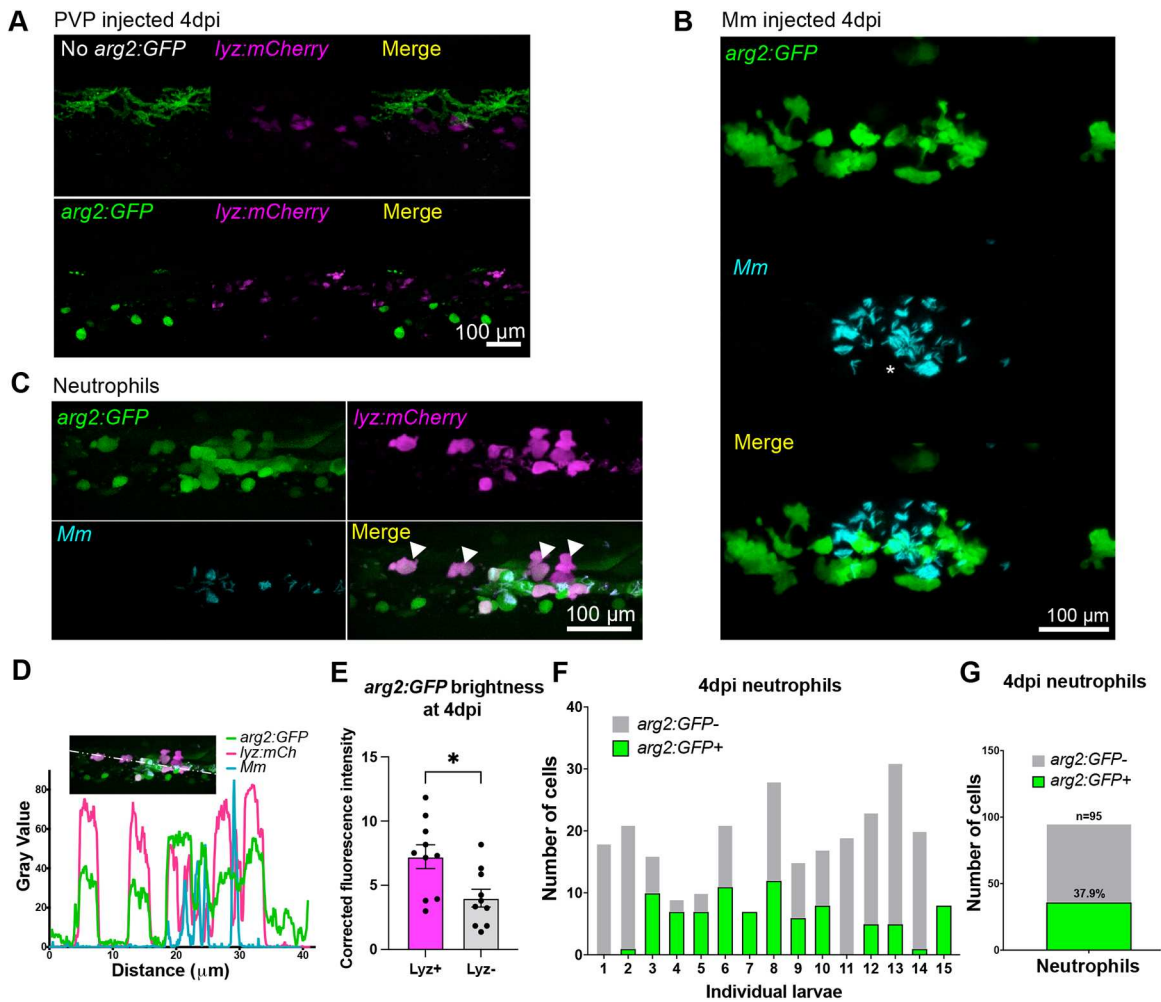 A PVP injected 4dpi
No arg2:GFP lyz:mCherry Merge
arg2:GFP lyz:mCherry Merge
100 µm
B Mm injected 4dpi
arg2:GFP
Mm
*
Merge
100 µm
C Neutrophils
arg2:GFP lyz:mCherry
Mm Merge
100 µm
D
arg2:GFP
lyz:mCh
Mm
Gray Value
80
60
40
20
0
0 10 20 30 40
Distance (µm)
E arg2:GFP brightness
at 4dpi
Corrected fluorescence intensity
15
10
5
0
*
Lyz+ Lyz-
F 4dpi neutrophils
arg2:GFP-
arg2:GFP+
Number of cells
40
30
20
10
0
1 2 3 4 5 6 7 8 9 10 11 12 13 14 15
Individual larvae
G 4dpi neutrophils
arg2:GFP-
arg2:GFP+
Number of cells
150
100
50
0
n=95
37.9%
Neutrophils